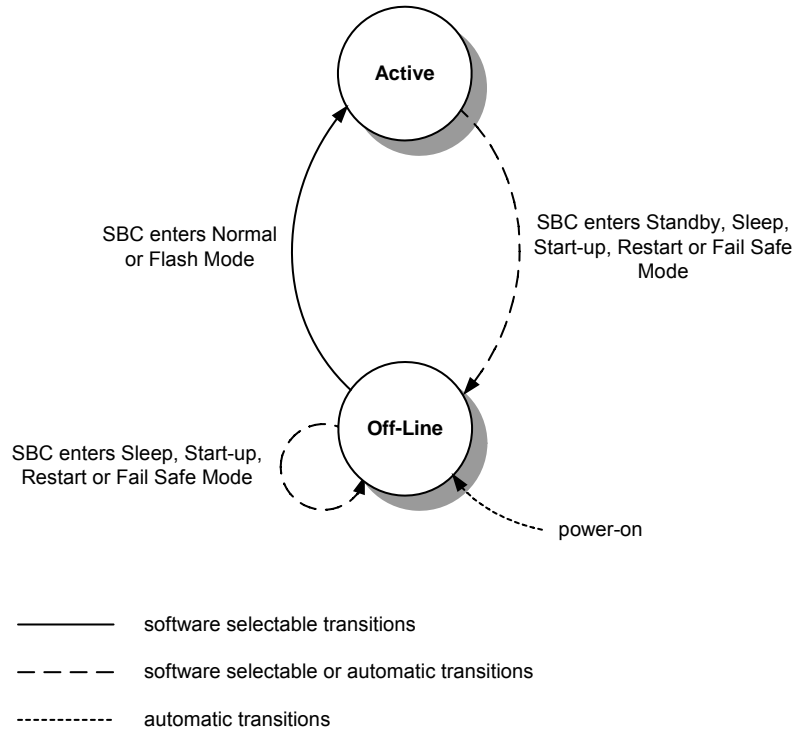 Active
SBC enters Normal
or Flash Mode
SBC enters Standby, Sleep,
Start-up, Restart or Fail Safe
Mode
Off-Line
SBC enters Sleep, Start-up,
Restart or Fail Safe Mode
power-on
software selectable transitions
software selectable or automatic transitions
automatic transitions